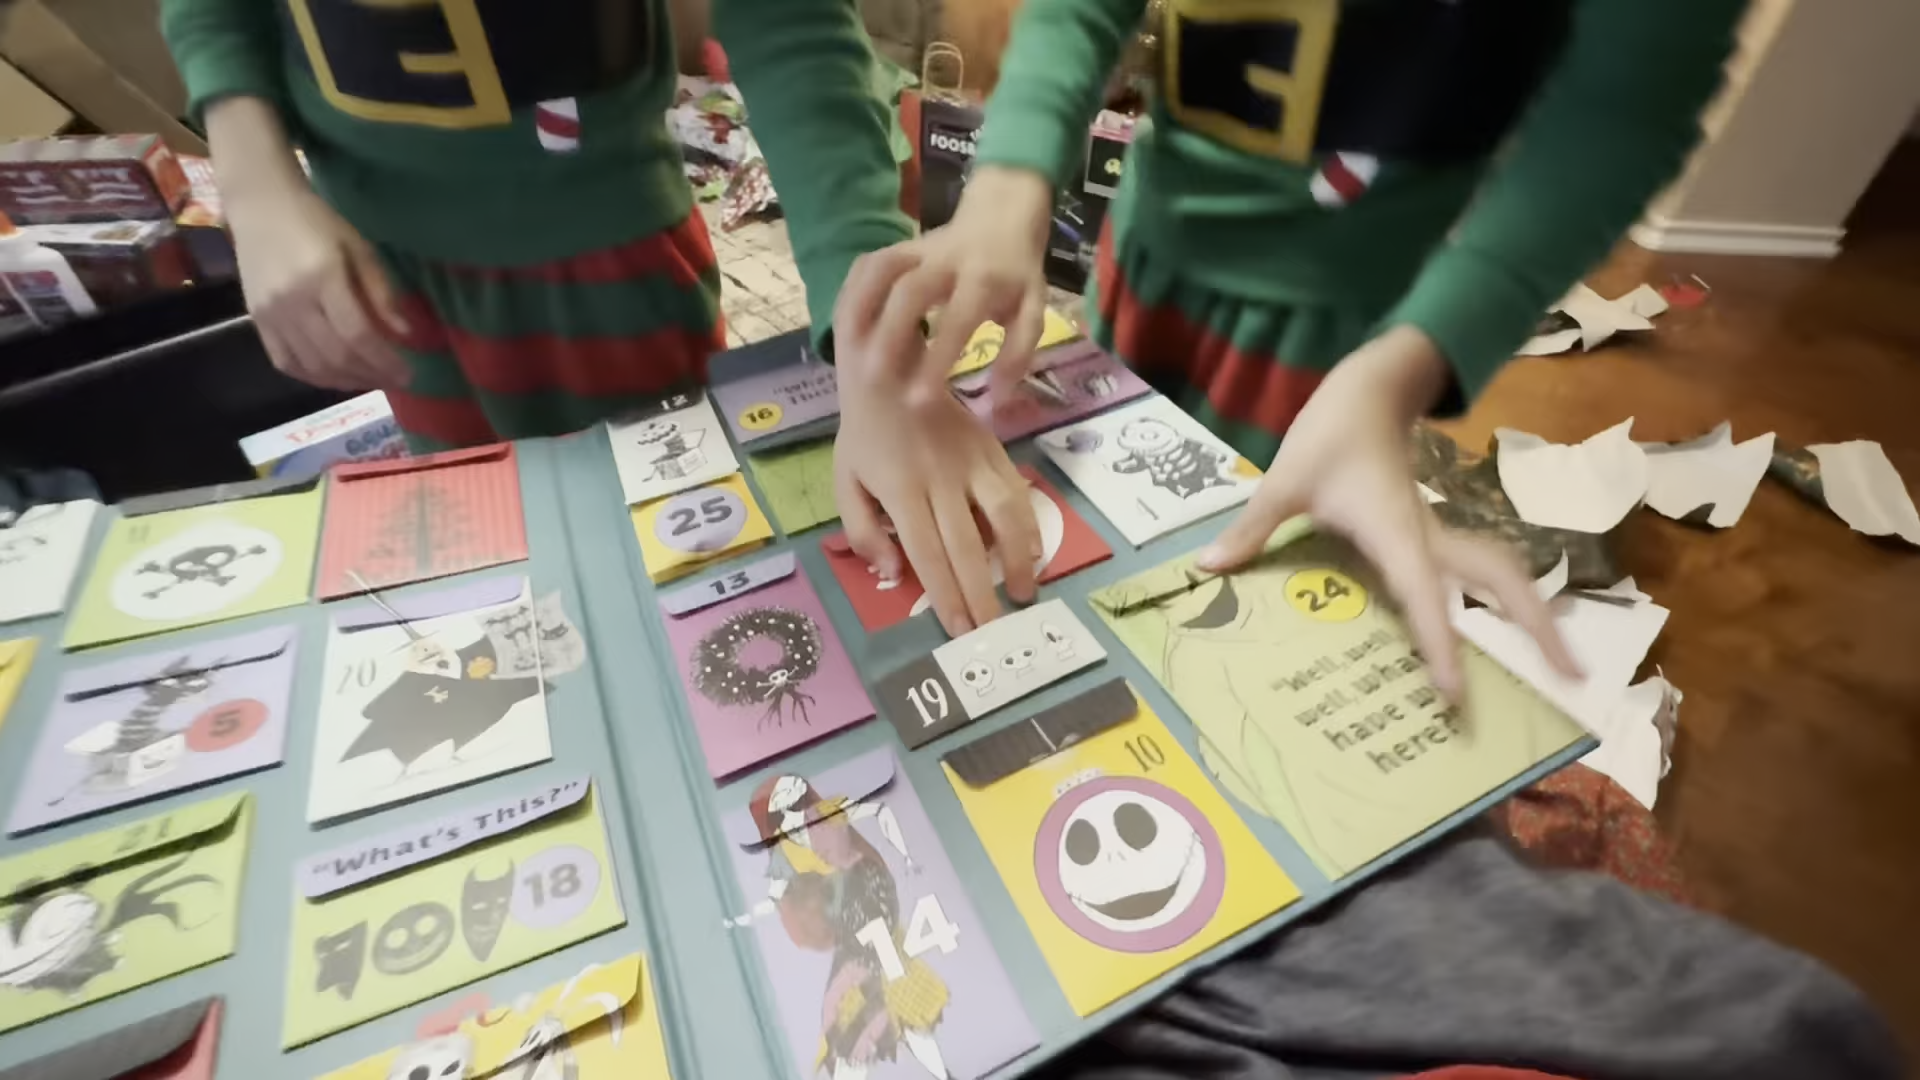 FOOSB
12
16
"What's
This?"
25
11
13
24
"Well, well,
well, what
have we
here?"
20
19
5
10
"What's This?"
18
21
14